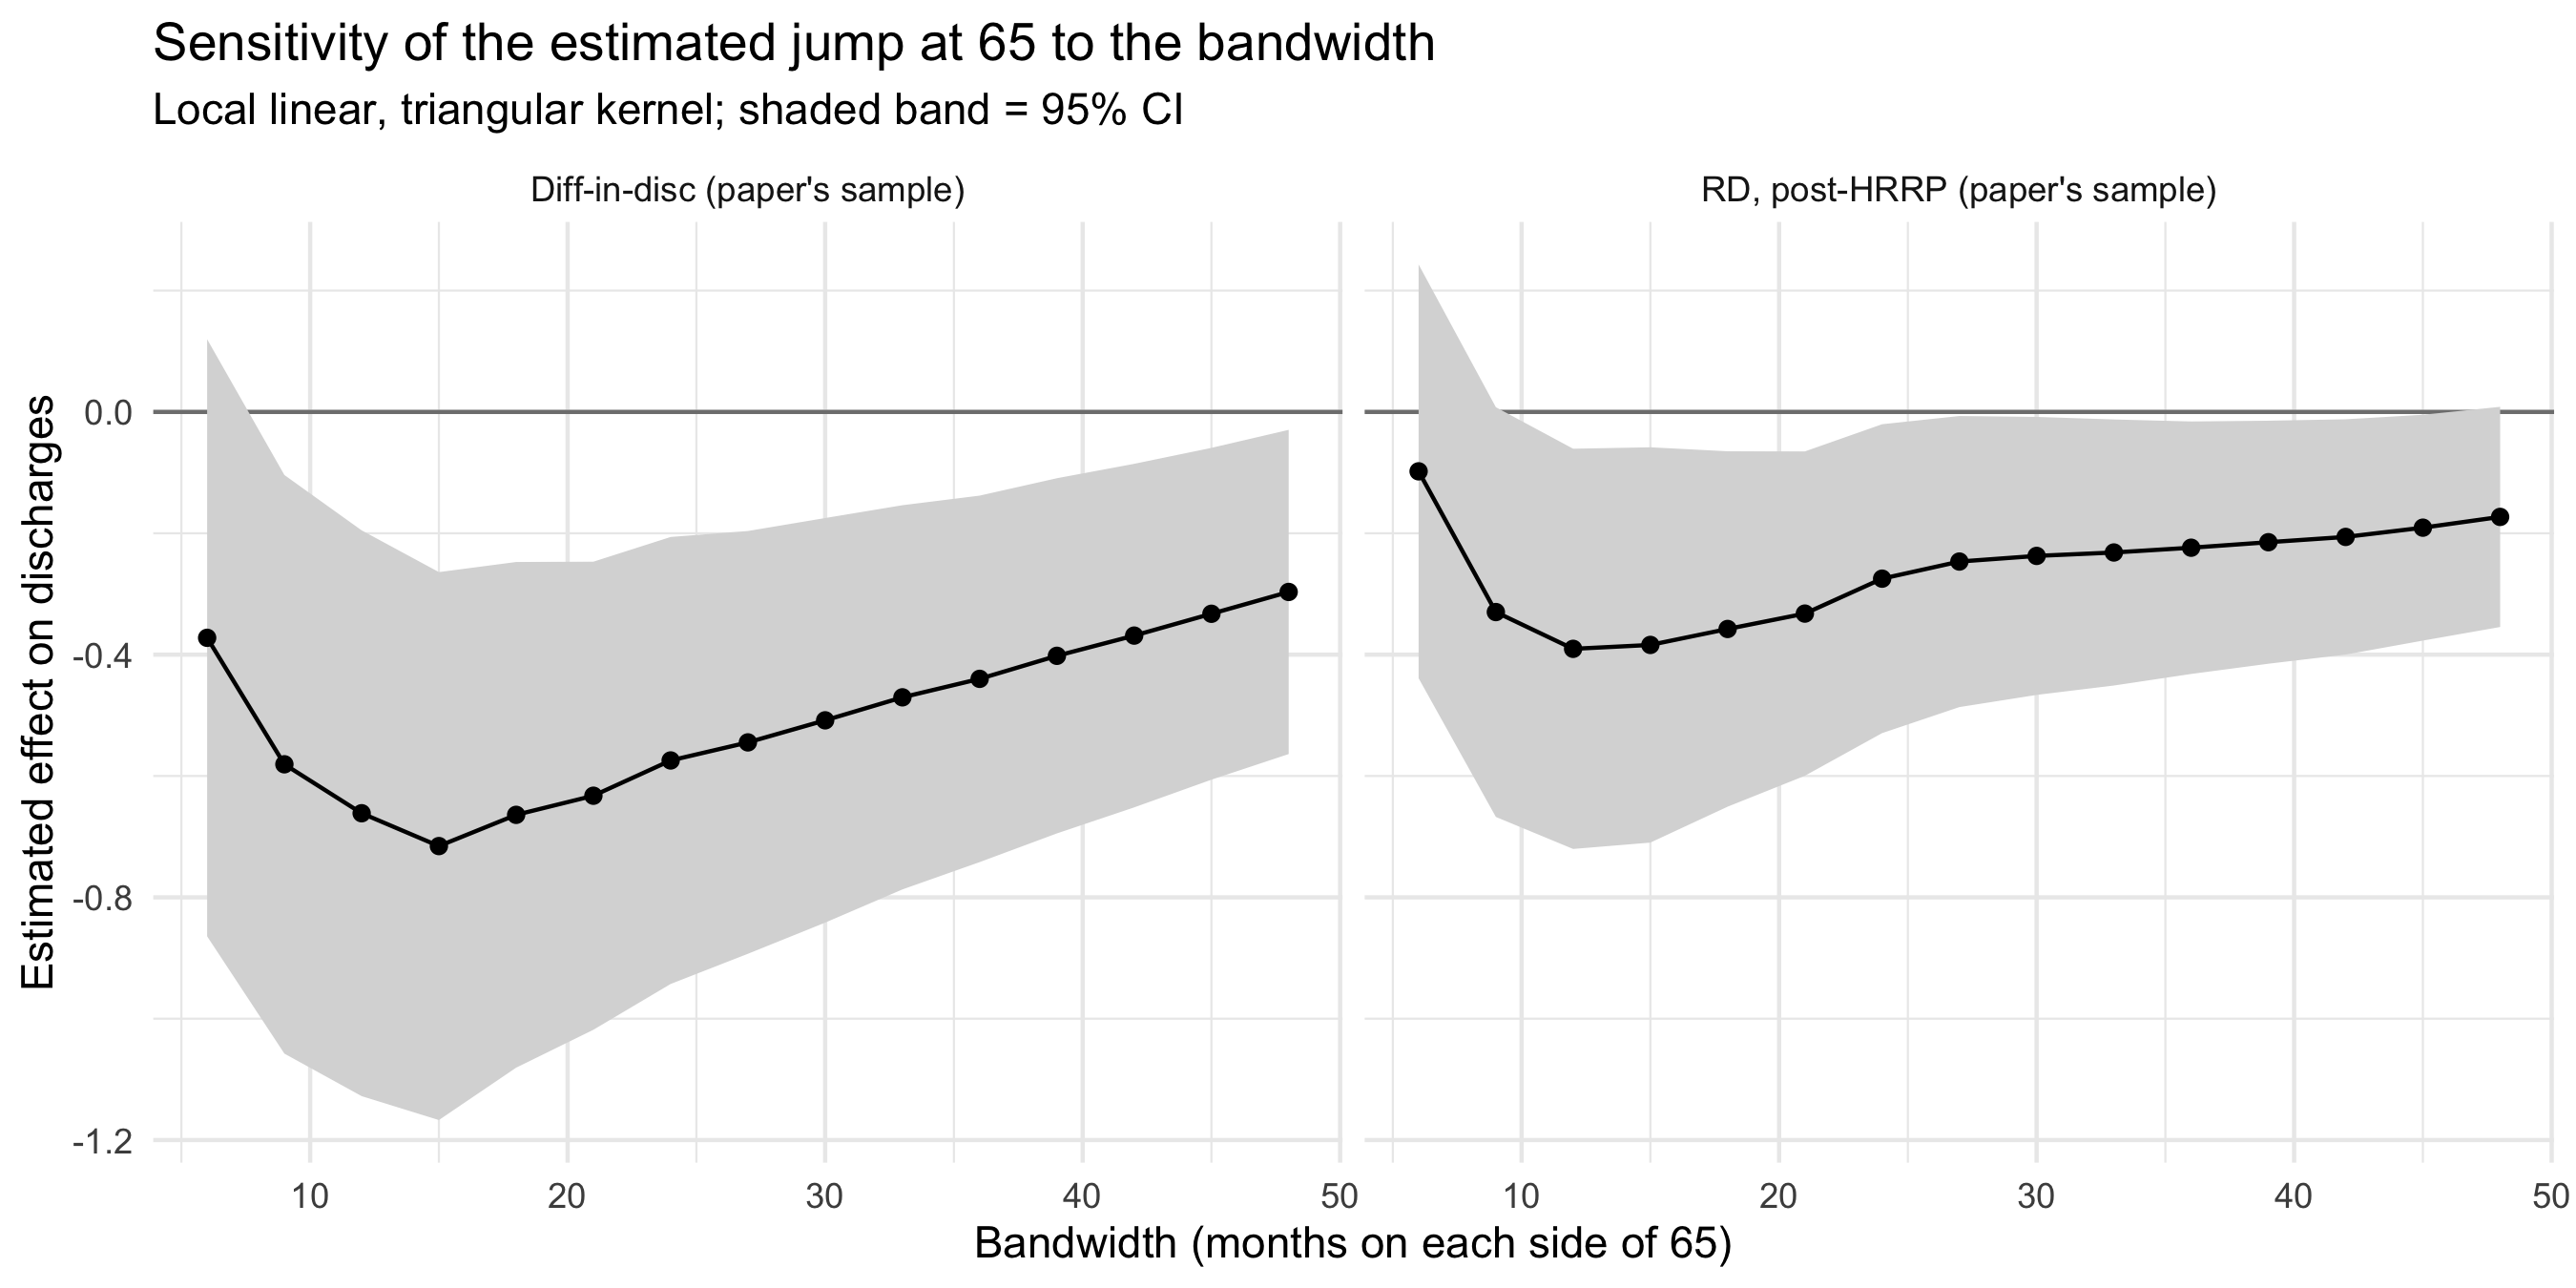 Sensitivity of the estimated jump at 65 to the bandwidth
Local linear, triangular kernel; shaded band = 95% CI
Diff-in-disc (paper's sample)
RD, post-HRRP (paper's sample)
Estimated effect on discharges
0.0
-0.4
-0.8
-1.2
10 20 30 40 50
10 20 30 40 50
Bandwidth (months on each side of 65)